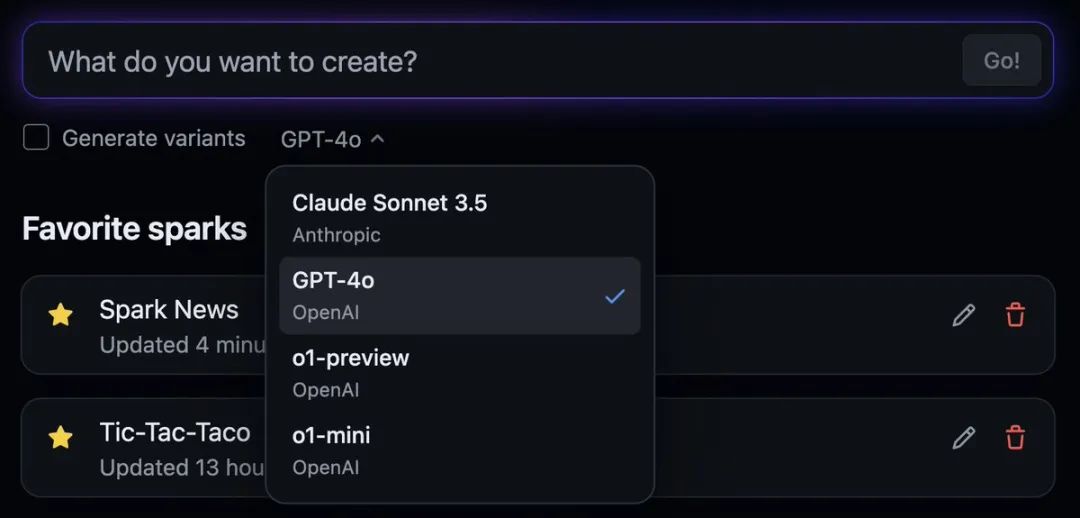 What do you want to create?
Go!
Generate variants
GPT-4o
Claude Sonnet 3.5
Anthropic
GPT-4o
OpenAI
o1-preview
OpenAI
o1-mini
OpenAI
Favorite sparks
Spark News
Updated 4 minu
Tic-Tac-Taco
Updated 13 hou